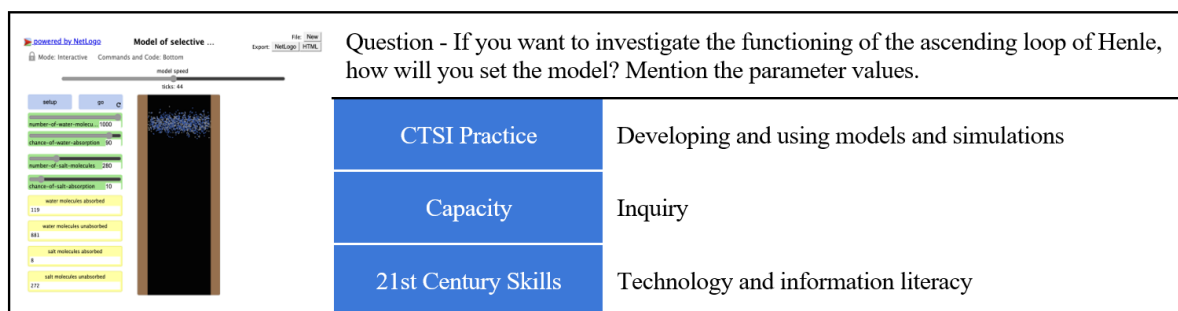 powered by NetLogo
Model of selective ...
File: New
Export: NetLogo HTML
Mode: Interactive
Commands and Code: Bottom
model speed
ticks: 44
setup
go
number-of-water-molecu... 1000
chance-of-water-absorption 90
number-of-salt-molecules 280
chance-of-salt-absorption 10
water molecules absorbed
119
water molecules unabsorbed
881
salt molecules absorbed
8
salt molecules unabsorbed
272
Question - If you want to investigate the functioning of the ascending loop of Henle,
how will you set the model? Mention the parameter values.
CTSI Practice
Developing and using models and simulations
Capacity
Inquiry
21st Century Skills
Technology and information literacy